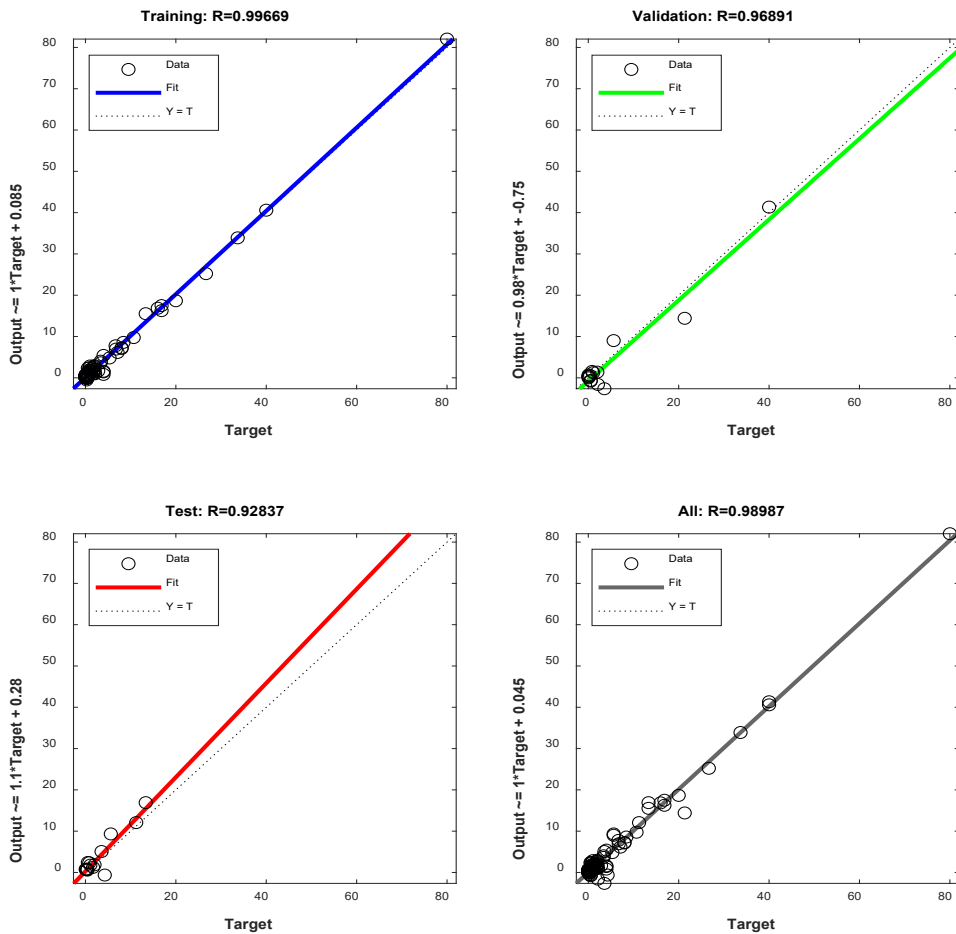 Training: R=0.99669
Output ~= 1*Target + 0.085
80
70
60
50
40
30
20
10
0
Data
Fit
Y = T
0 20 40 60 80
Target
Validation: R=0.96891
Output ~= 0.98*Target + -0.75
80
70
60
50
40
30
20
10
0
Data
Fit
Y = T
0 20 40 60 80
Target
Test: R=0.92837
Output ~= 1.1*Target + 0.28
80
70
60
50
40
30
20
10
0
Data
Fit
Y = T
0 20 40 60 80
Target
All: R=0.98987
Output ~= 1*Target + 0.045
80
70
60
50
40
30
20
10
0
Data
Fit
Y = T
0 20 40 60 80
Target